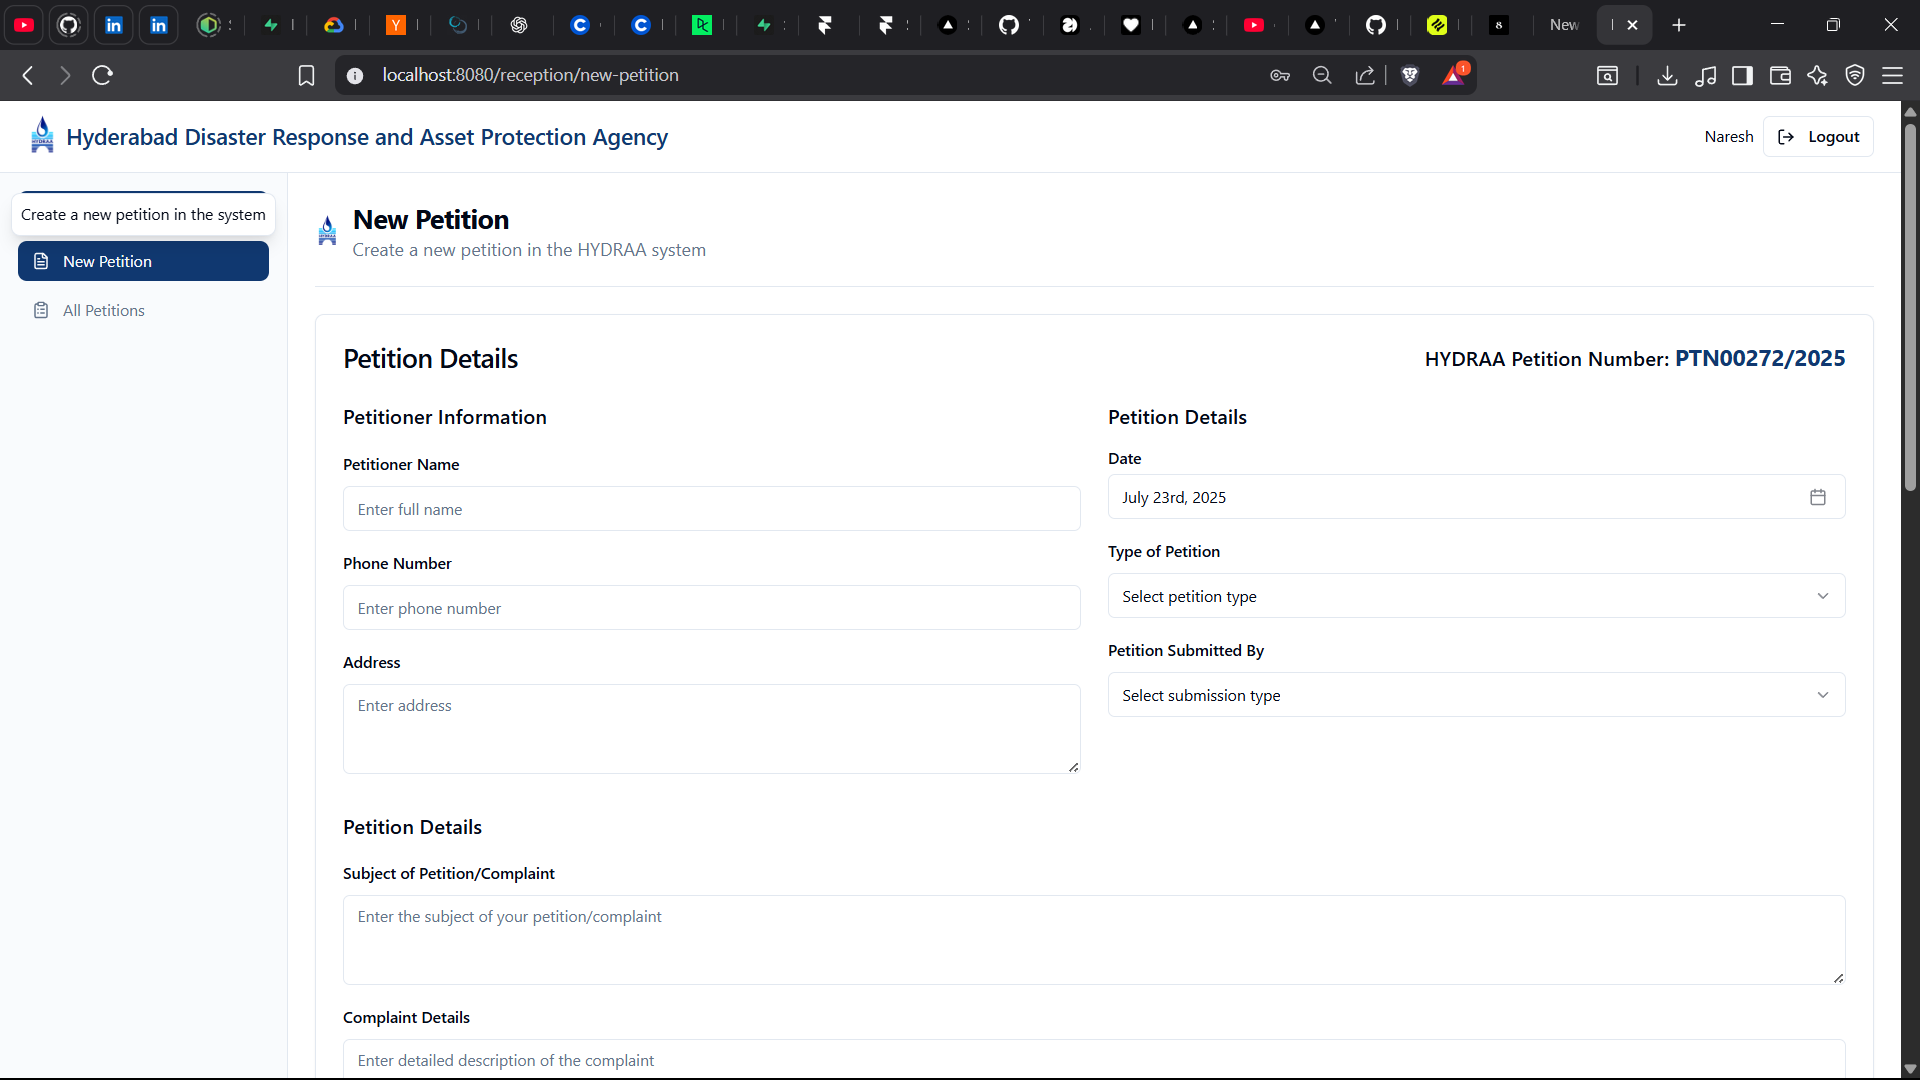 New
localhost:8080/reception/new-petition
1
Hyderabad Disaster Response and Asset Protection Agency
Naresh
Logout
Create a new petition in the system
New Petition
All Petitions
New Petition
Create a new petition in the HYDRAA system
Petition Details
HYDRAA Petition Number: PTN00272/2025
Petitioner Information
Petitioner Name
Enter full name
Phone Number
Enter phone number
Address
Enter address
Petition Details
Date
July 23rd, 2025
Type of Petition
Select petition type
Petition Submitted By
Select submission type
Petition Details
Subject of Petition/Complaint
Enter the subject of your petition/complaint
Complaint Details
Enter detailed description of the complaint